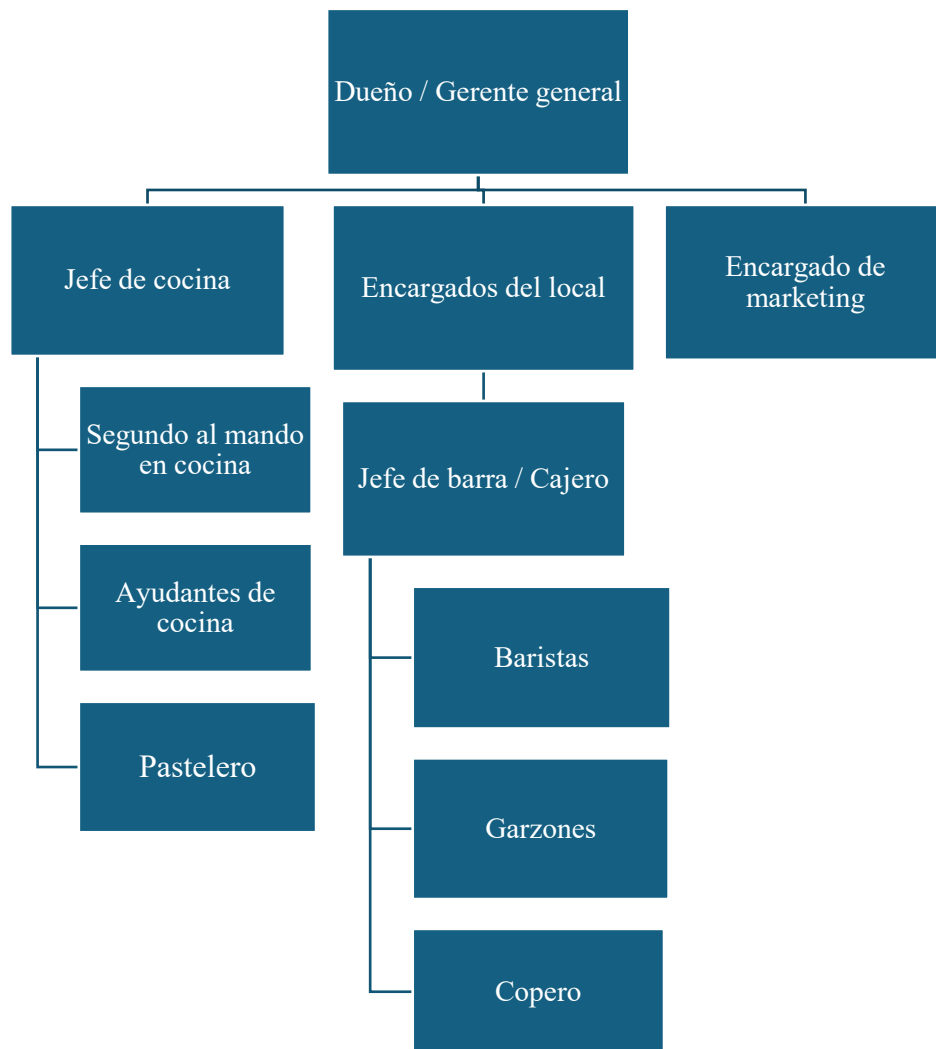 Dueño / Gerente general
Jefe de cocina
Encargados del local
Encargado de
marketing
Segundo al mando
en cocina
Jefe de barra / Cajero
Ayudantes de
cocina
Baristas
Pastelero
Garzones
Copero